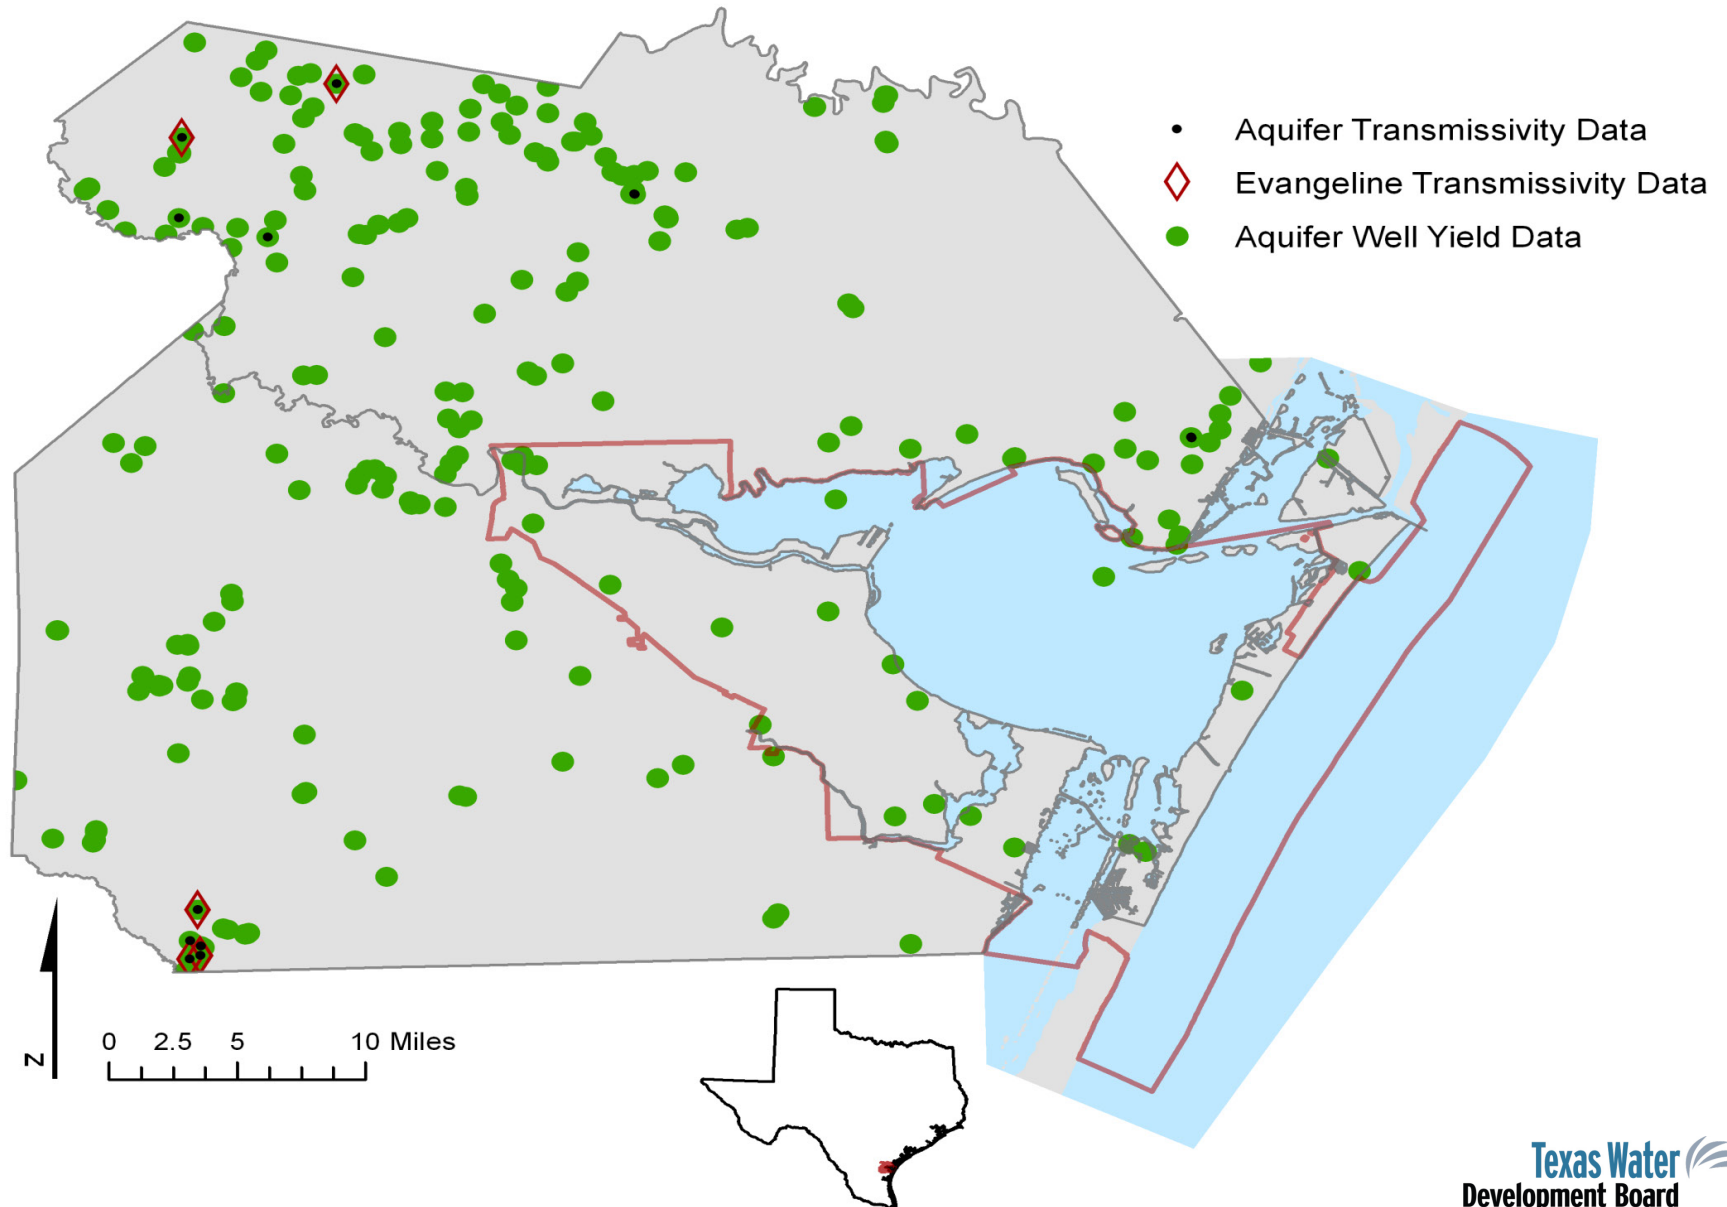 Aquifer Transmissivity Data
Evangeline Transmissivity Data
Aquifer Well Yield Data
0 2.5 5 10 Miles
N
Texas Water
Development Board